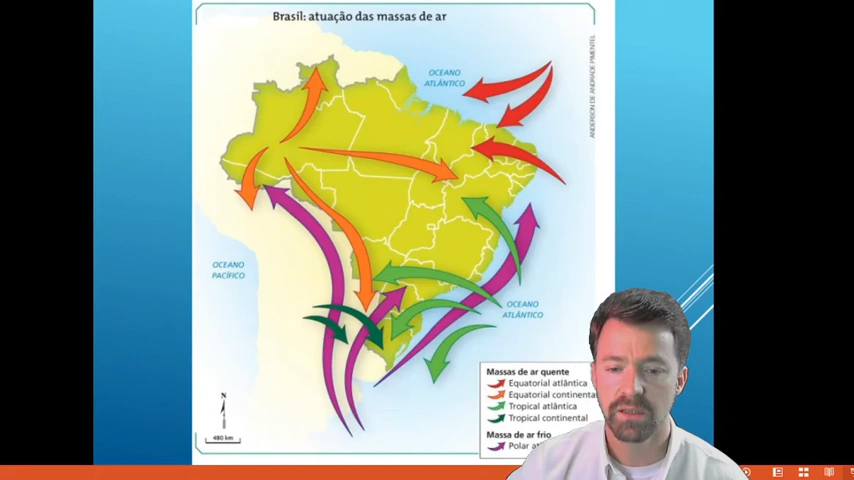 Brasil: atuação das massas de ar
OCEANO
ATLÂNTICO
ANDERSON DE ANDRADE PIMENTEL
OCEANO
PACÍFICO
OCEANO
ATLÂNTICO
Massas de ar quente
Equatorial atlântica
Equatorial continental
Tropical atlântica
Tropical continental
Massa de ar frio
Polar
N
480 km